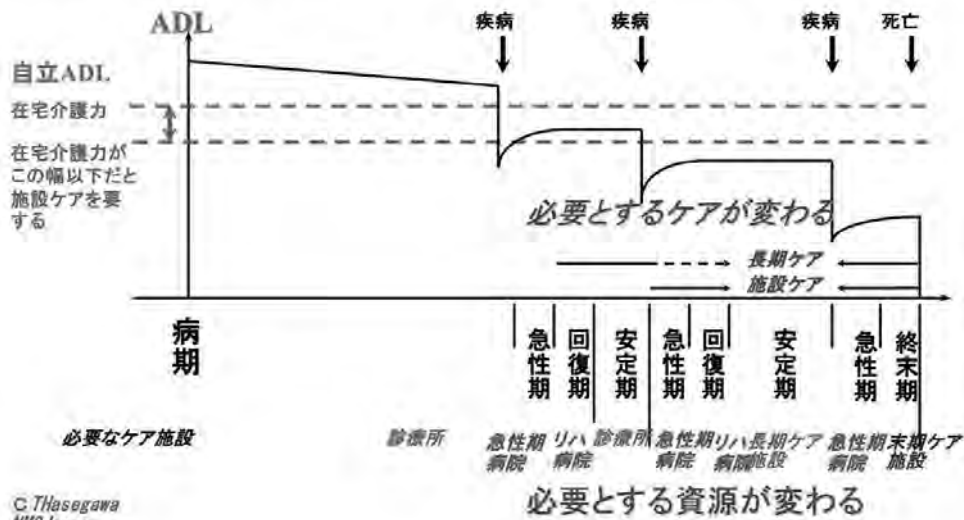 ADL
疾病
疾病
疾病
死亡
自立ADL
在宅介護力
在宅介護力が
この幅以下だと
施設ケアを要
する
必要とするケアが変わる
長期ケア
施設ケア
病期
急性期
回復期
安定期
急性期
回復期
安定期
急性期
終末期
必要なケア施設
診療所
急性期
病院
リハ
病院
診療所
急性期
病院
リハ
病院
長期ケア
施設
急性期
病院
末期ケア
施設
必要とする資源が変わる
C THasegawa